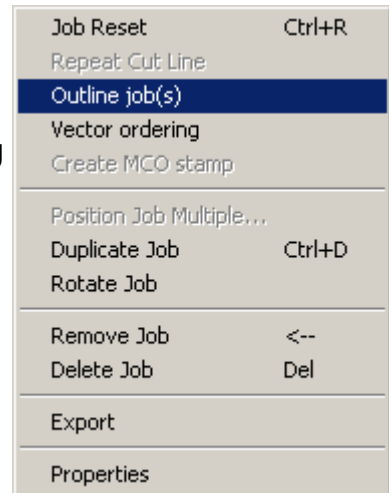 Job Reset Ctrl+R
Repeat Cut Line
Outline job(s)
Vector ordering
Create MCO stamp
Position Job Multiple...
Duplicate Job Ctrl+D
Rotate Job
Remove Job <--
Delete Job Del
Export
Properties